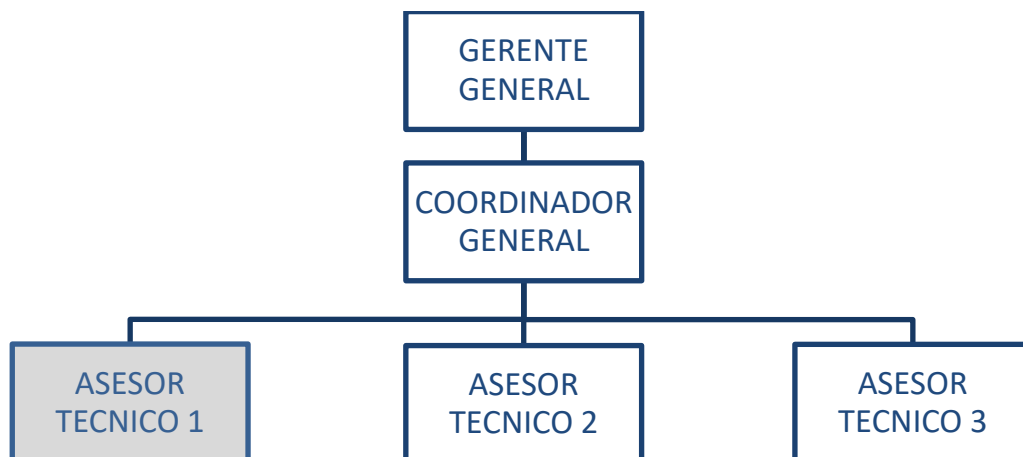 GERENTE
GENERAL
COORDINADOR
GENERAL
ASESOR
TECNICO 1
ASESOR
TECNICO 2
ASESOR
TECNICO 3